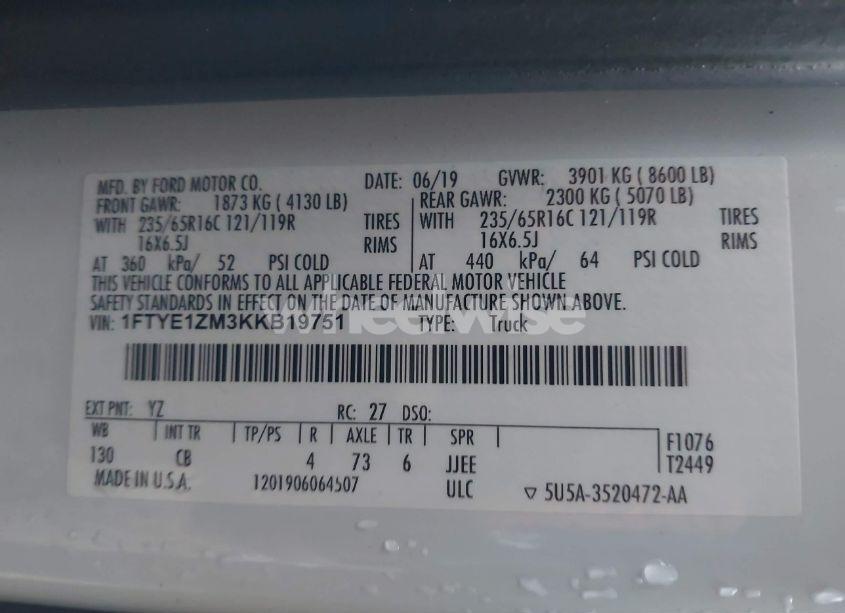 MFD. BY FORD MOTOR CO. DATE: 06/19 GVWR: 3901 KG ( 8600 LB)
FRONT GAWR: 1873 KG ( 4130 LB) REAR GAWR: 2300 KG ( 5070 LB)
WITH 235/65R16C 121/119R TIRES WITH 235/65R16C 121/119R TIRES
16X6.5J RIMS 16X6.5J RIMS
AT 360 kPa/ 52 PSI COLD AT 440 kPa/ 64 PSI COLD
THIS VEHICLE CONFORMS TO ALL APPLICABLE FEDERAL MOTOR VEHICLE
SAFETY STANDARDS IN EFFECT ON THE DATE OF MANUFACTURE SHOWN ABOVE.
VIN: 1FTYE1ZM3KKB19751 TYPE: Truck
wheelwise
EXT PNT: YZ RC: 27 DSO:
WB INT TR TP/PS R AXLE TR SPR F1076
130 CB 4 73 6 JJEE T2449
MADE IN U.S.A. 1201906064507 ULC ▽ 5U5A-3520472-AA